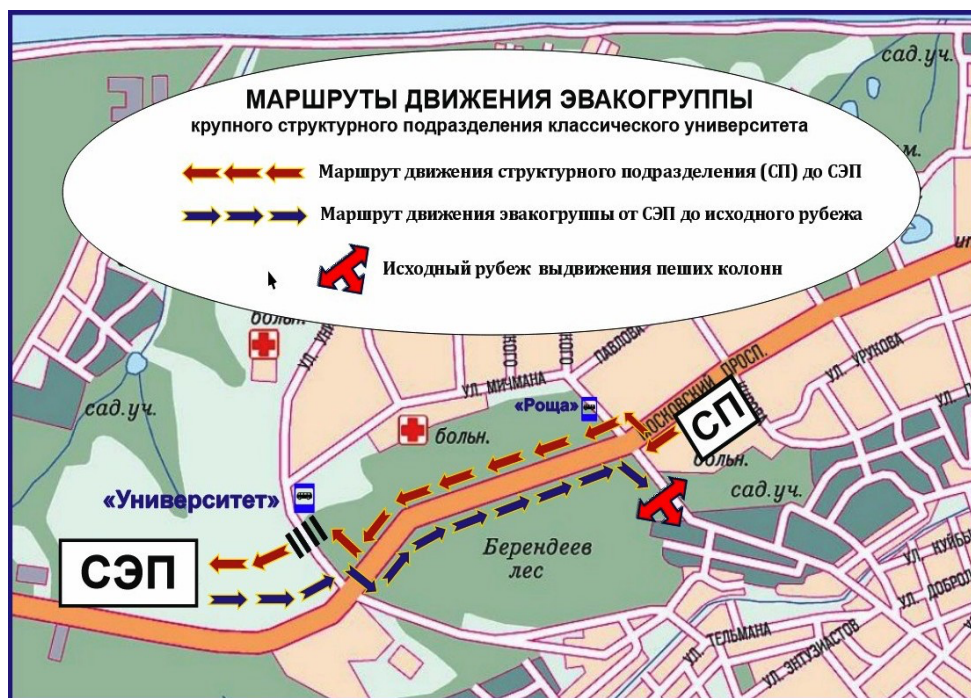 МАРШРУТЫ ДВИЖЕНИЯ ЭВАКОГРУППЫ
крупного структурного подразделения классического университета
Маршрут движения структурного подразделения (СП) до СЭП
Маршрут движения эвакогруппы от СЭП до исходного рубежа
Исходный рубеж выдвижения пеших колонн
сад.уч.
больн.
УЛ. УРУКОВА
МОСКОВСКИЙ ПРОСП.
ПАВЛОВА
УЛ. МИЧМАНА
«Роща»
СП
сад.уч.
больн.
больн.
сад.уч.
«Университет»
СЭП
Берендеев
лес
УЛ. ТЕЛЬМАНА
УЛ. ЭНТУЗИАСТОВ